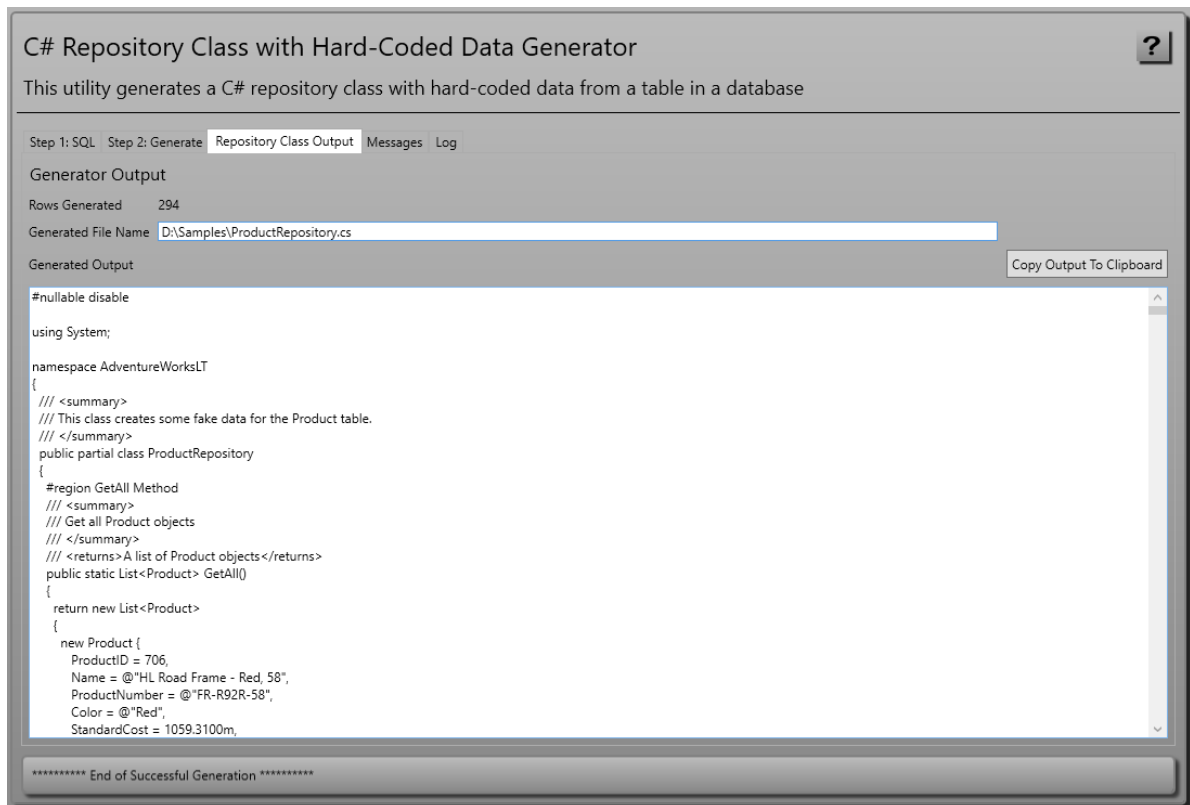 C# Repository Class with Hard-Coded Data Generator
?
This utility generates a C# repository class with hard-coded data from a table in a database
Step 1: SQL Step 2: Generate Repository Class Output Messages Log
Generator Output
Rows Generated 294
Generated File Name D:\Samples\ProductRepository.cs
Generated Output Copy Output To Clipboard
#nullable disable
using System;
namespace AdventureWorksLT
{
/// <summary>
/// This class creates some fake data for the Product table.
/// </summary>
public partial class ProductRepository
{
#region GetAll Method
/// <summary>
/// Get all Product objects
/// </summary>
/// <returns>A list of Product objects</returns>
public static List<Product> GetAll()
{
return new List<Product>
{
new Product {
ProductID = 706,
Name = @"HL Road Frame - Red, 58",
ProductNumber = @"FR-R92R-58",
Color = @"Red",
StandardCost = 1059.3100m,
********** End of Successful Generation **********